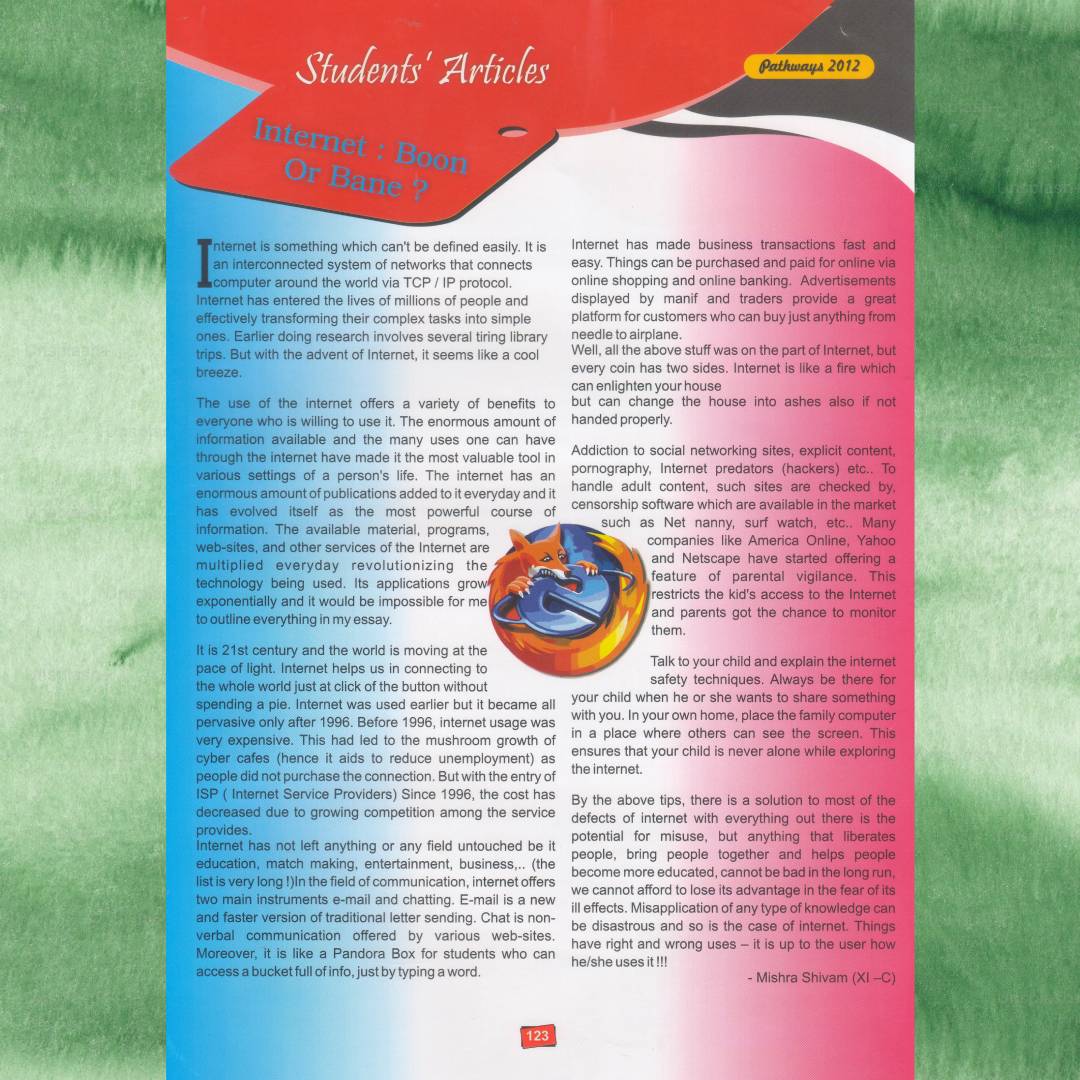 Students' Articles
Pathways 2012
Internet : Boon
Or Bane ?
Internet is something which can't be defined easily. It is
an interconnected system of networks that connects
computer around the world via TCP / IP protocol.
Internet has entered the lives of millions of people and
effectively transforming their complex tasks into simple
ones. Earlier doing research involves several tiring library
trips. But with the advent of Internet, it seems like a cool
breeze.
The use of the internet offers a variety of benefits to
everyone who is willing to use it. The enormous amount of
information available and the many uses one can have
through the internet have made it the most valuable tool in
various settings of a person's life. The internet has an
enormous amount of publications added to it everyday and it
has evolved itself as the most powerful course of
information. The available material, programs,
web-sites, and other services of the Internet are
multiplied everyday revolutionizing the
technology being used. Its applications grow
exponentially and it would be impossible for me
to outline everything in my essay.
It is 21st century and the world is moving at the
pace of light. Internet helps us in connecting to
the whole world just at click of the button without
spending a pie. Internet was used earlier but it became all
pervasive only after 1996. Before 1996, internet usage was
very expensive. This had led to the mushroom growth of
cyber cafes (hence it aids to reduce unemployment) as
people did not purchase the connection. But with the entry of
ISP ( Internet Service Providers) Since 1996, the cost has
decreased due to growing competition among the service
provides.
Internet has not left anything or any field untouched be it
education, match making, entertainment, business,.. (the
list is very long !)In the field of communication, internet offers
two main instruments e-mail and chatting. E-mail is a new
and faster version of traditional letter sending. Chat is non-
verbal communication offered by various web-sites.
Moreover, it is like a Pandora Box for students who can
access a bucket full of info, just by typing a word.
Internet has made business transactions fast and
easy. Things can be purchased and paid for online via
online shopping and online banking. Advertisements
displayed by manif and traders provide a great
platform for customers who can buy just anything from
needle to airplane.
Well, all the above stuff was on the part of Internet, but
every coin has two sides. Internet is like a fire which
can enlighten your house
but can change the house into ashes also if not
handed properly.
Addiction to social networking sites, explicit content,
pornography, Internet predators (hackers) etc.. To
handle adult content, such sites are checked by,
censorship software which are available in the market
such as Net nanny, surf watch, etc.. Many
companies like America Online, Yahoo
and Netscape have started offering a
feature of parental vigilance. This
restricts the kid's access to the Internet
and parents got the chance to monitor
them.
Talk to your child and explain the internet
safety techniques. Always be there for
your child when he or she wants to share something
with you. In your own home, place the family computer
in a place where others can see the screen. This
ensures that your child is never alone while exploring
the internet.
By the above tips, there is a solution to most of the
defects of internet with everything out there is the
potential for misuse, but anything that liberates
people, bring people together and helps people
become more educated, cannot be bad in the long run,
we cannot afford to lose its advantage in the fear of its
ill effects. Misapplication of any type of knowledge can
be disastrous and so is the case of internet. Things
have right and wrong uses – it is up to the user how
he/she uses it !!!
- Mishra Shivam (XI –C)
123